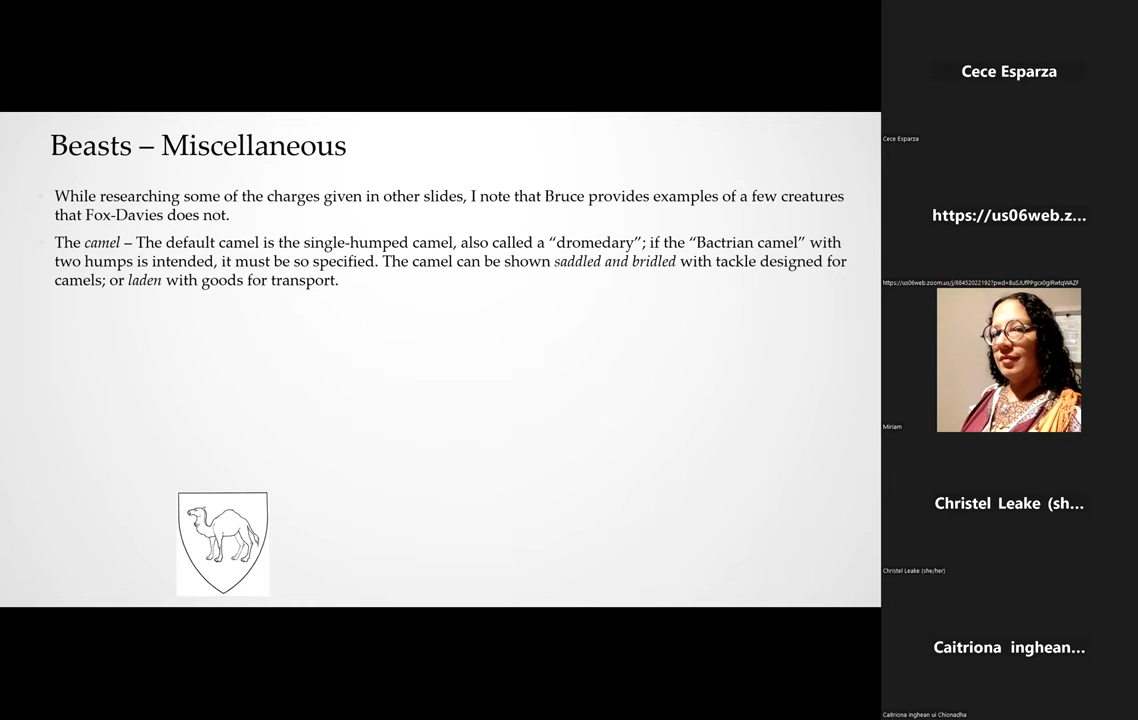 Beasts – Miscellaneous
While researching some of the charges given in other slides, I note that Bruce provides examples of a few creatures
that Fox-Davies does not.
The camel – The default camel is the single-humped camel, also called a “dromedary”; if the “Bactrian camel” with
two humps is intended, it must be so specified. The camel can be shown saddled and bridled with tackle designed for
camels; or laden with goods for transport.
Cece Esparza
Cece Esparza
https://us06web.z...
Miriam
Christel Leake (sh...
Christel Leake (she/her)
Caitriona inghean...
Caitriona inghean ui Chionadha